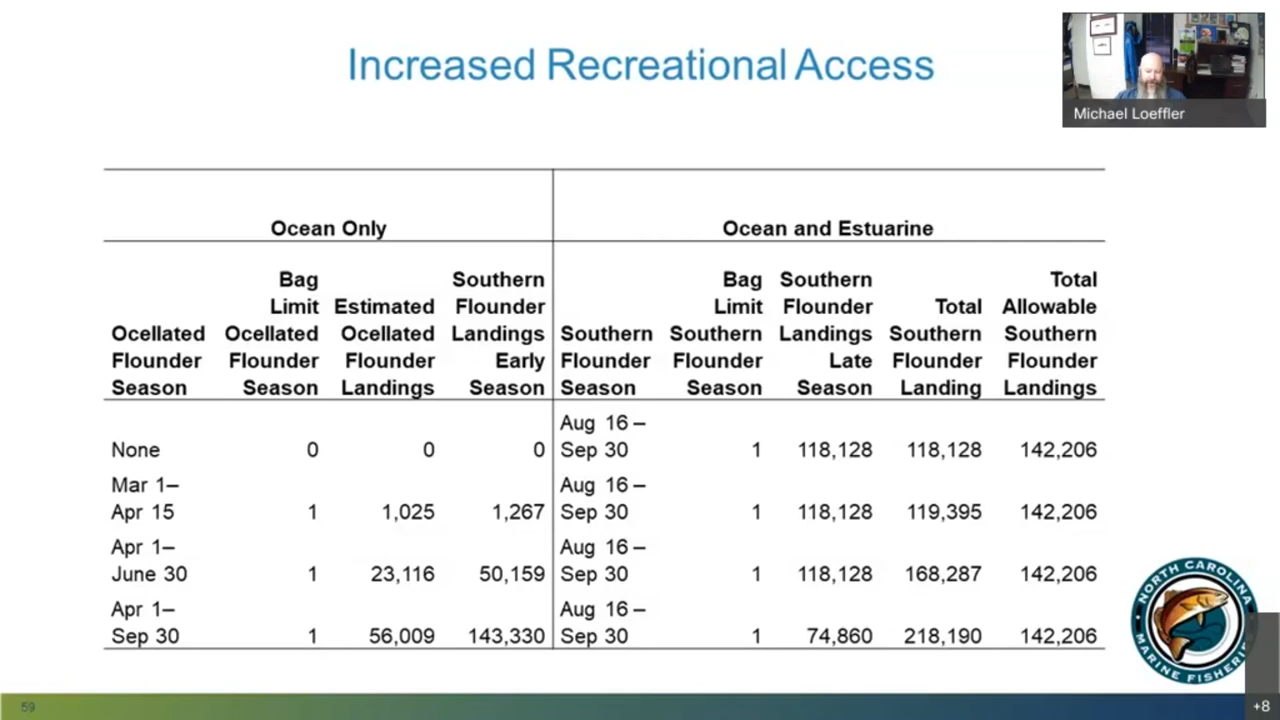 Increased Recreational Access
Michael Loeffler
Ocean Only
Ocean and Estuarine
Ocellated Flounder Season
Bag Limit Ocellated Flounder Season
Estimated Ocellated Flounder Landings
Southern Flounder Landings Early Season
Southern Flounder Season
Bag Limit Southern Flounder Season
Southern Flounder Landings Late Season
Total Southern Flounder Landing
Total Allowable Southern Flounder Landings
None 0 0 0 Aug 16 – Sep 30 1 118,128 118,128 142,206
Mar 1– Apr 15 1 1,025 1,267 Aug 16 – Sep 30 1 118,128 119,395 142,206
Apr 1– June 30 1 23,116 50,159 Aug 16 – Sep 30 1 118,128 168,287 142,206
Apr 1– Sep 30 1 56,009 143,330 Aug 16 – Sep 30 1 74,860 218,190 142,206
NORTH CAROLINA
MARINE FISHERIE
59
+8